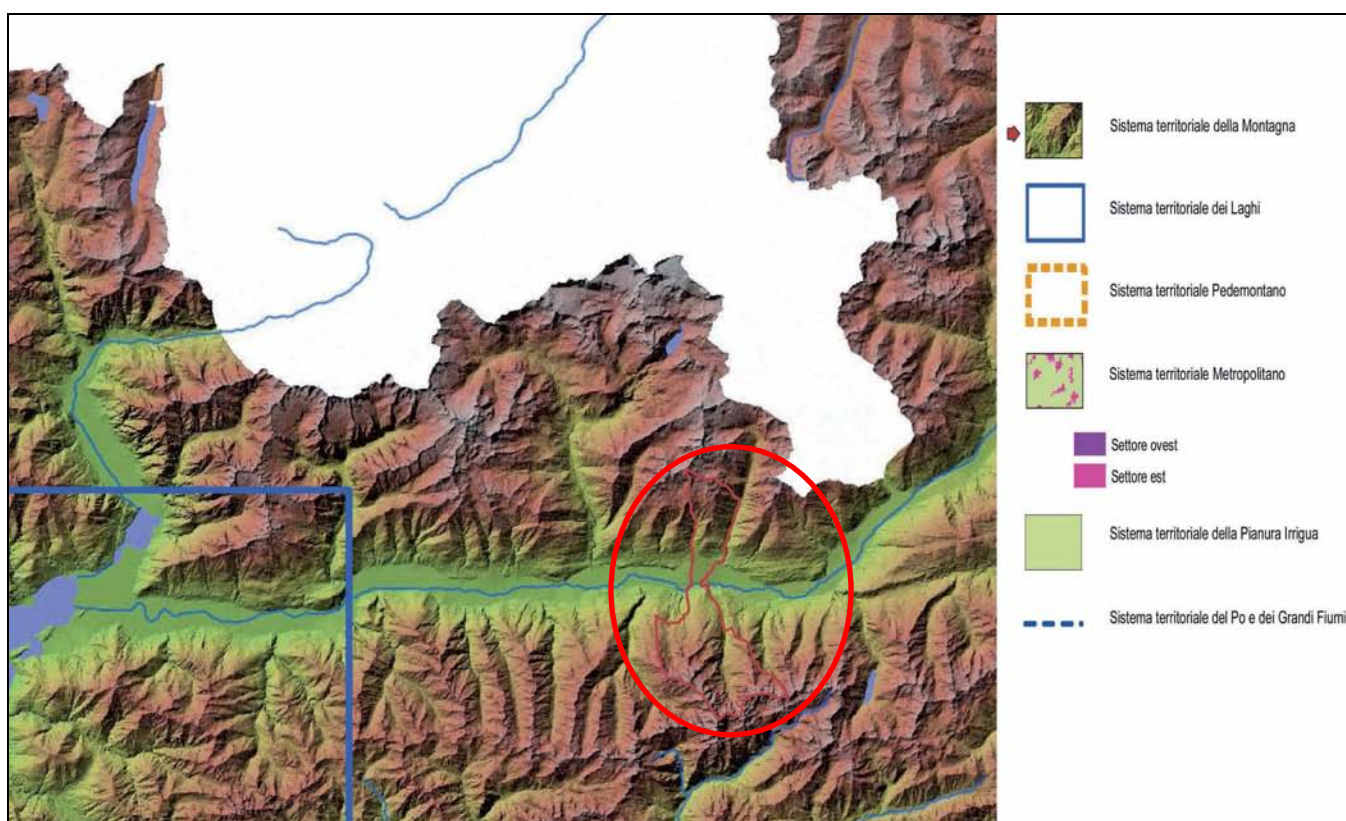 Sistema territoriale della Montagna
Sistema territoriale dei Laghi
Sistema territoriale Pedemontano
Sistema territoriale Metropolitano
Settore ovest
Settore est
Sistema territoriale della Pianura Irrigua
Sistema territoriale del Po e dei Grandi Fiumi